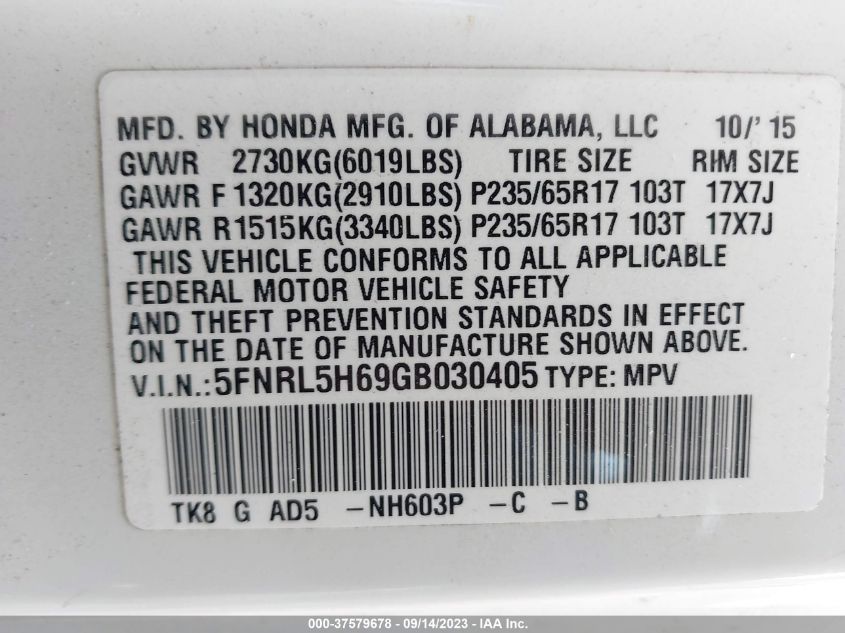 MFD. BY HONDA MFG. OF ALABAMA, LLC 10/'15
GVWR 2730KG(6019LBS) TIRE SIZE RIM SIZE
GAWR F 1320KG(2910LBS) P235/65R17 103T 17X7J
GAWR R1515KG(3340LBS) P235/65R17 103T 17X7J
THIS VEHICLE CONFORMS TO ALL APPLICABLE
FEDERAL MOTOR VEHICLE SAFETY
AND THEFT PREVENTION STANDARDS IN EFFECT
ON THE DATE OF MANUFACTURE SHOWN ABOVE.
V.I.N.:5FNRL5H69GB030405 TYPE: MPV
TK8 G AD5 -NH603P -C -B
000-37579678 - 09/14/2023 - IAA Inc.